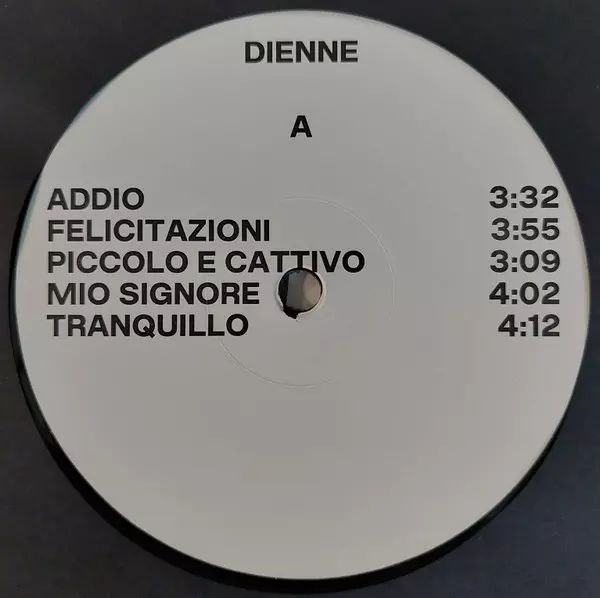 DIENNE
A
ADDIO 3:32
FELICITAZIONI 3:55
PICCOLO E CATTIVO 3:09
MIO SIGNORE 4:02
TRANQUILLO 4:12